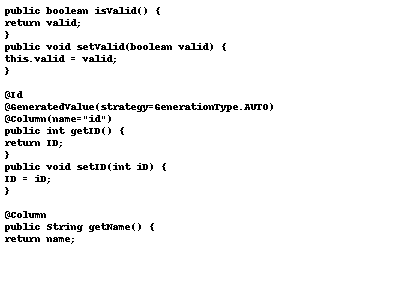 public boolean isValid() {
return valid;
}
public void setValid(boolean valid) {
this.valid = valid;
}

@Id
@GeneratedValue(strategy=GenerationType.AUTO)
@Column(name="id")
public int getID() {
return ID;
}
public void setID(int iD) {
ID = iD;
}

@Column
public String getName() {
return name;